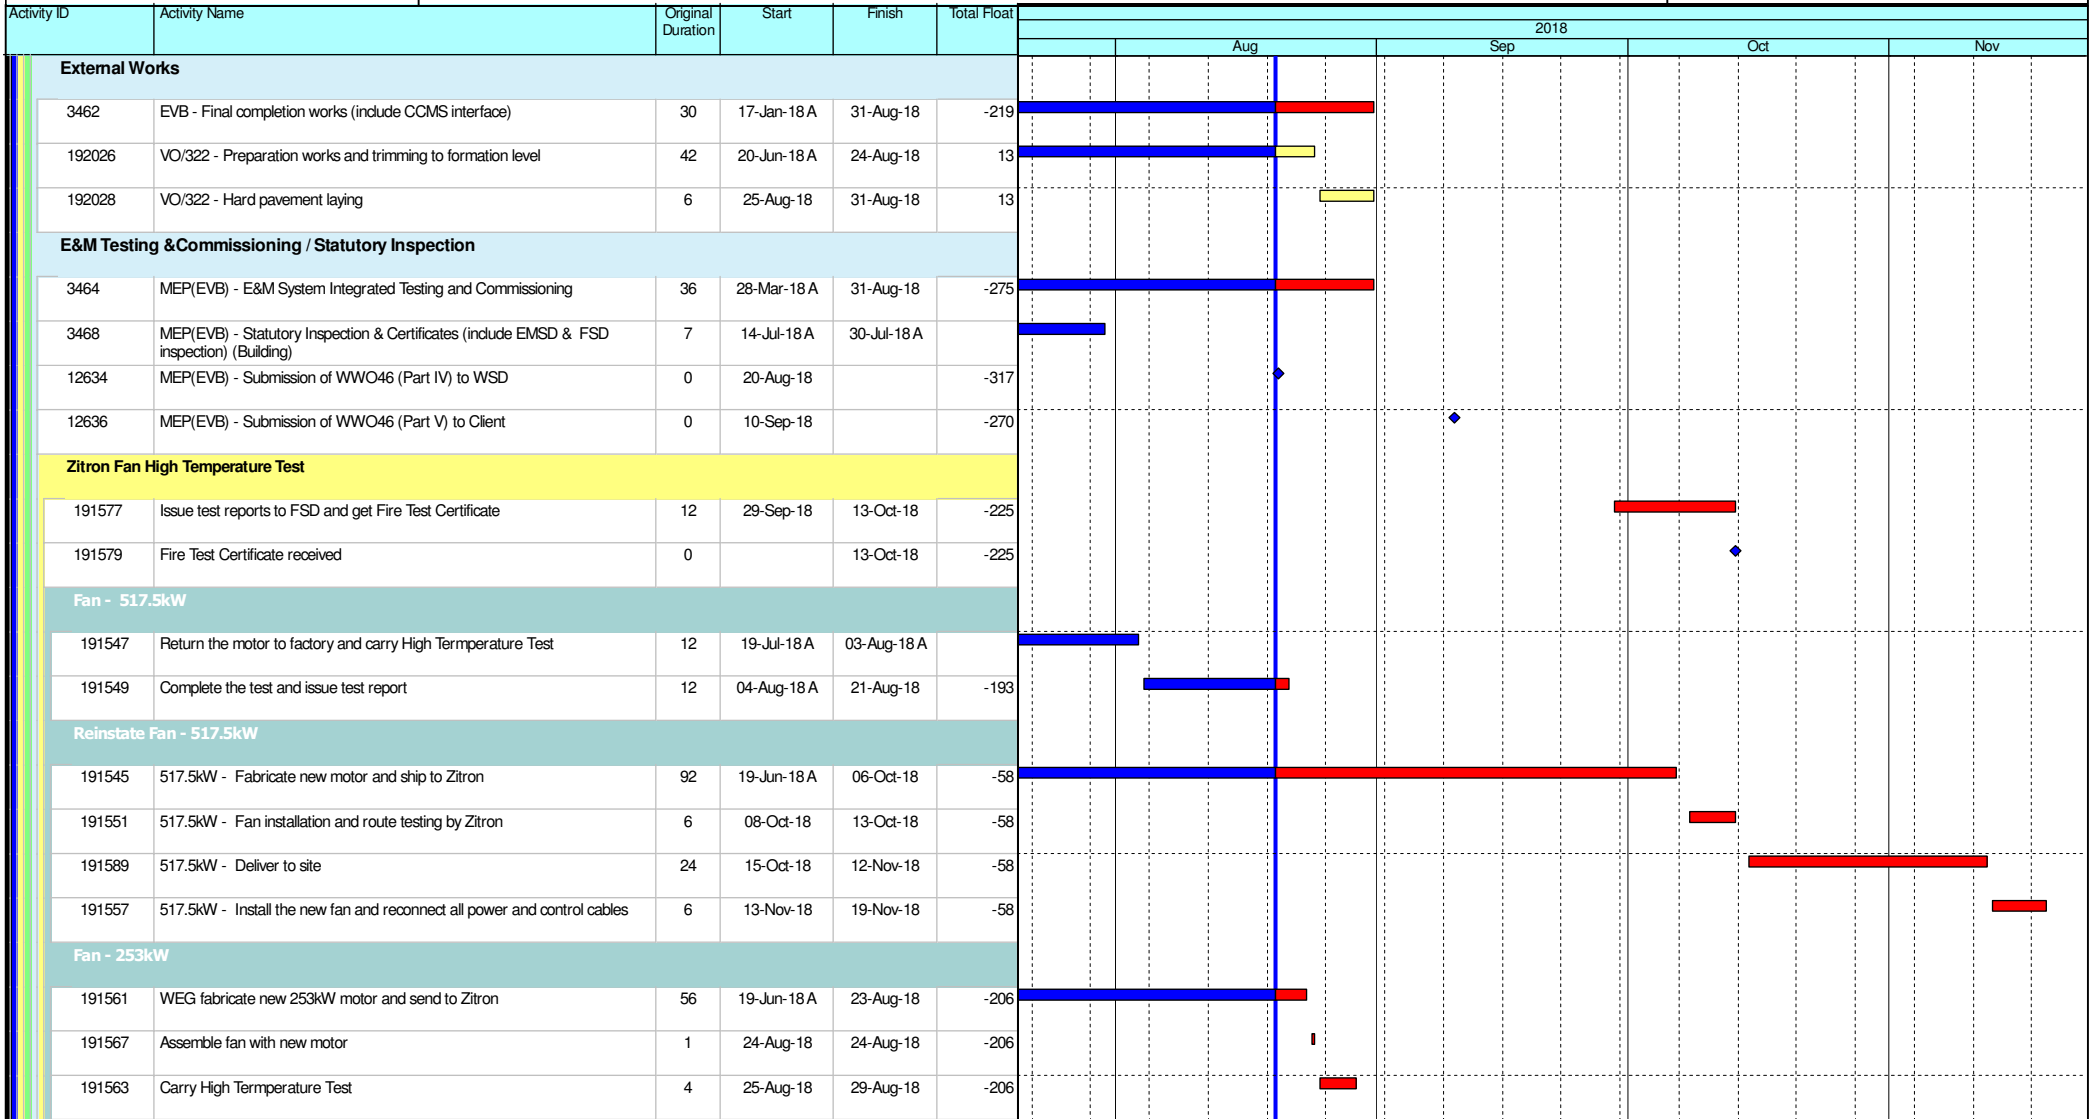 Activity ID Activity Name Original Duration Start Finish Total Float
2018
Aug Sep Oct Nov
External Works
3462 EVB - Final completion works (include CCMS interface) 30 17-Jan-18 A 31-Aug-18 -219
192026 VO/322 - Preparation works and trimming to formation level 42 20-Jun-18 A 24-Aug-18 13
192028 VO/322 - Hard pavement laying 6 25-Aug-18 31-Aug-18 13
E&M Testing &Commissioning / Statutory Inspection
3464 MEP(EVB) - E&M System Integrated Testing and Commissioning 36 28-Mar-18 A 31-Aug-18 -275
3468 MEP(EVB) - Statutory Inspection & Certificates (include EMSD & FSD inspection) (Building) 7 14-Jul-18 A 30-Jul-18 A
12634 MEP(EVB) - Submission of WWO46 (Part IV) to WSD 0 20-Aug-18 -317
12636 MEP(EVB) - Submission of WWO46 (Part V) to Client 0 10-Sep-18 -270
Zitron Fan High Temperature Test
191577 Issue test reports to FSD and get Fire Test Certificate 12 29-Sep-18 13-Oct-18 -225
191579 Fire Test Certificate received 0 13-Oct-18 -225
Fan - 517.5kW
191547 Return the motor to factory and carry High Termperature Test 12 19-Jul-18 A 03-Aug-18 A
191549 Complete the test and issue test report 12 04-Aug-18 A 21-Aug-18 -193
Reinstate Fan - 517.5kW
191545 517.5kW - Fabricate new motor and ship to Zitron 92 19-Jun-18 A 06-Oct-18 -58
191551 517.5kW - Fan installation and route testing by Zitron 6 08-Oct-18 13-Oct-18 -58
191589 517.5kW - Deliver to site 24 15-Oct-18 12-Nov-18 -58
191557 517.5kW - Install the new fan and reconnect all power and control cables 6 13-Nov-18 19-Nov-18 -58
Fan - 253kW
191561 WEG fabricate new 253kW motor and send to Zitron 56 19-Jun-18 A 23-Aug-18 -206
191567 Assemble fan with new motor 1 24-Aug-18 24-Aug-18 -206
191563 Carry High Termperature Test 4 25-Aug-18 29-Aug-18 -206